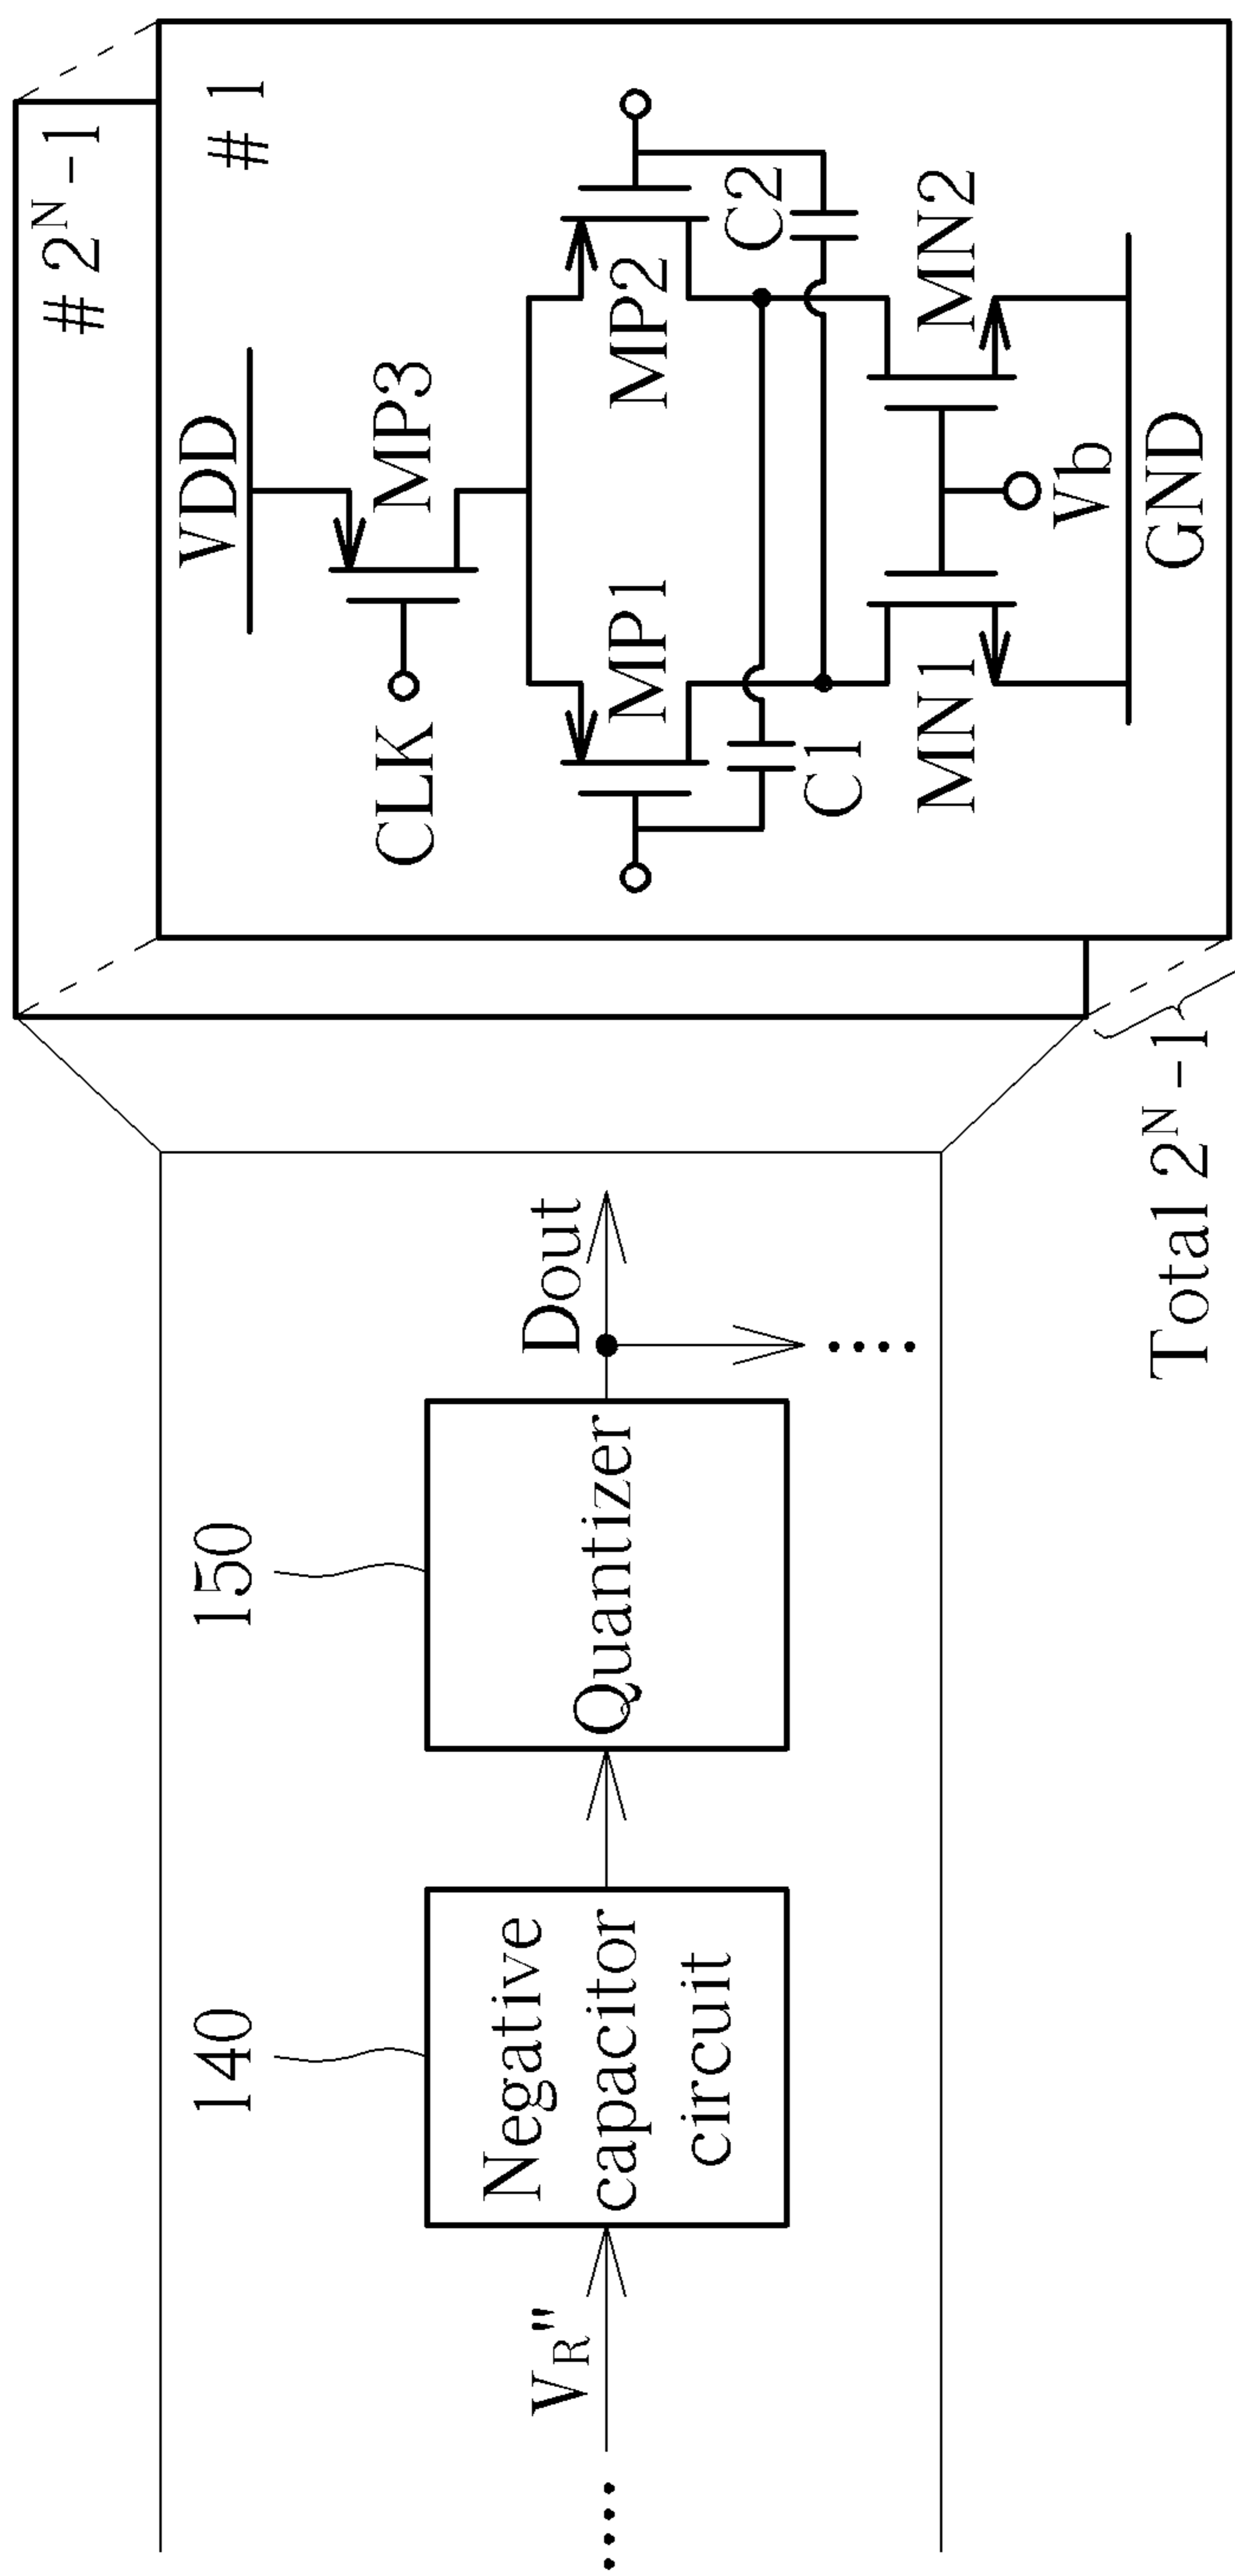 VR"
140
Negative
capacitor
circuit
150
Quantizer
Dout
Total 2^N-1
# 2^N-1
# 1
VDD
CLK
MP3
MP1
MP2
C1
C2
MN1
MN2
Vb
GND